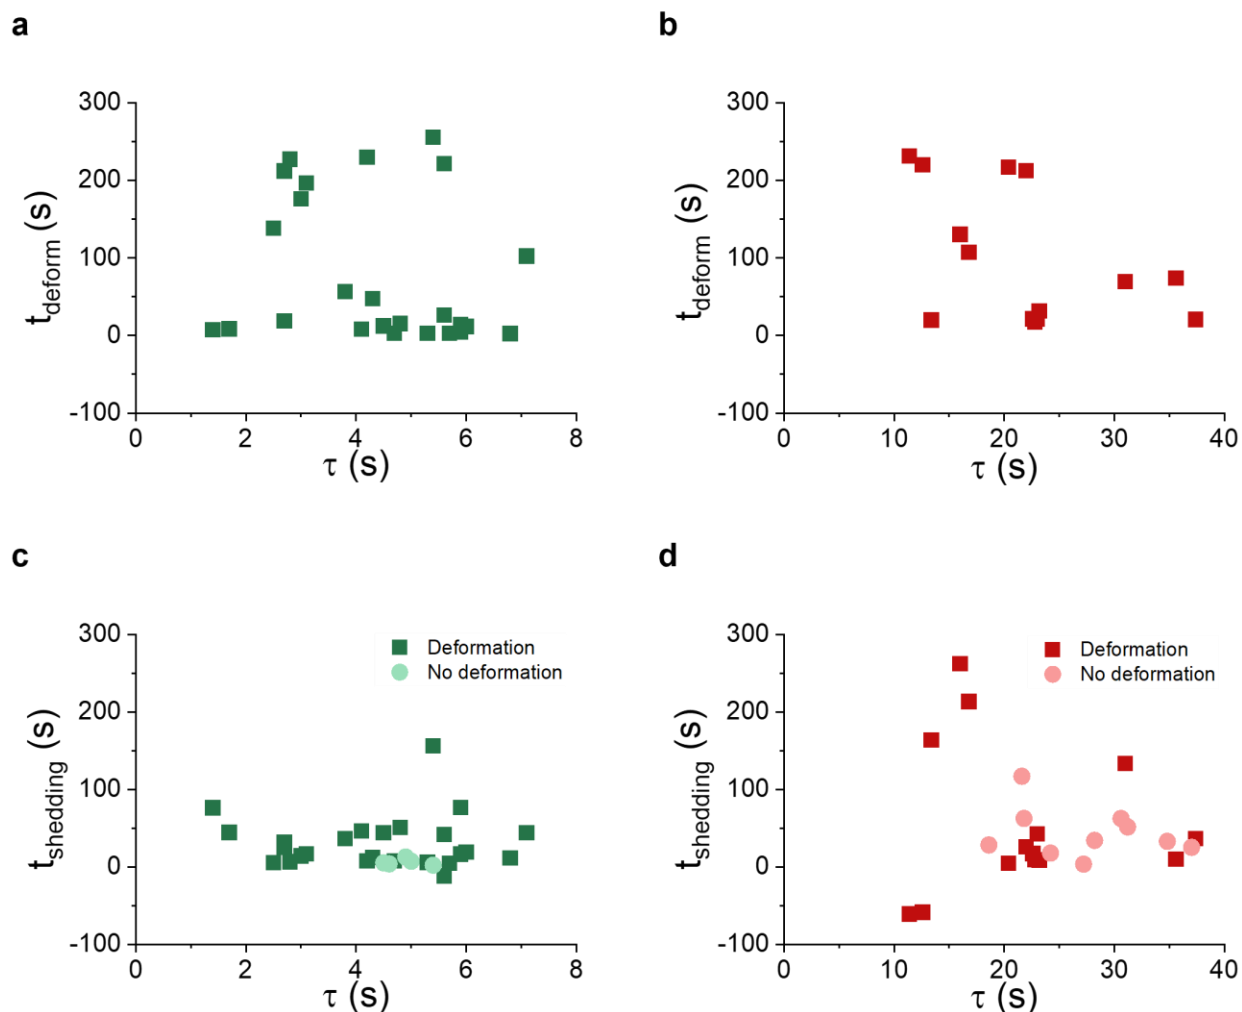 a
b
300
200
100
0
-100
t_deform (s)
0 2 4 6 8
τ (s)
300
200
100
0
-100
t_deform (s)
0 10 20 30 40
τ (s)
c
d
300
200
100
0
-100
t_shedding (s)
Deformation
No deformation
0 2 4 6 8
τ (s)
300
200
100
0
-100
t_shedding (s)
Deformation
No deformation
0 10 20 30 40
τ (s)